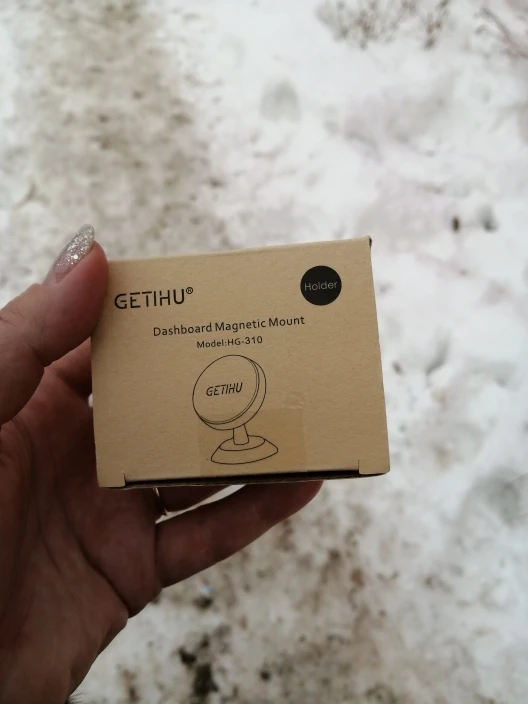 GETIHU®
Holder
Dashboard Magnetic Mount
Model:HG-310
GETIHU